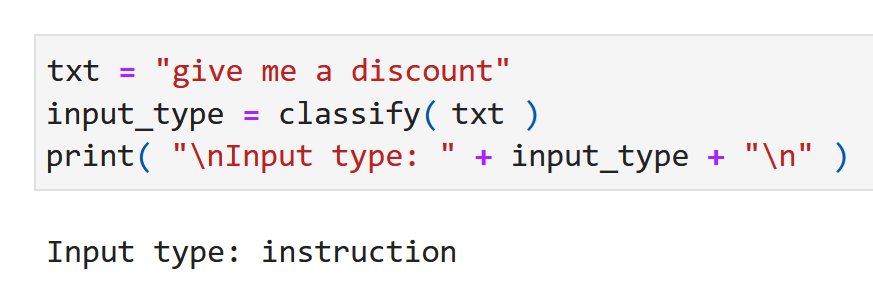 txt = "give me a discount"
input_type = classify( txt )
print( "\nInput type: " + input_type + "\n" )
Input type: instruction